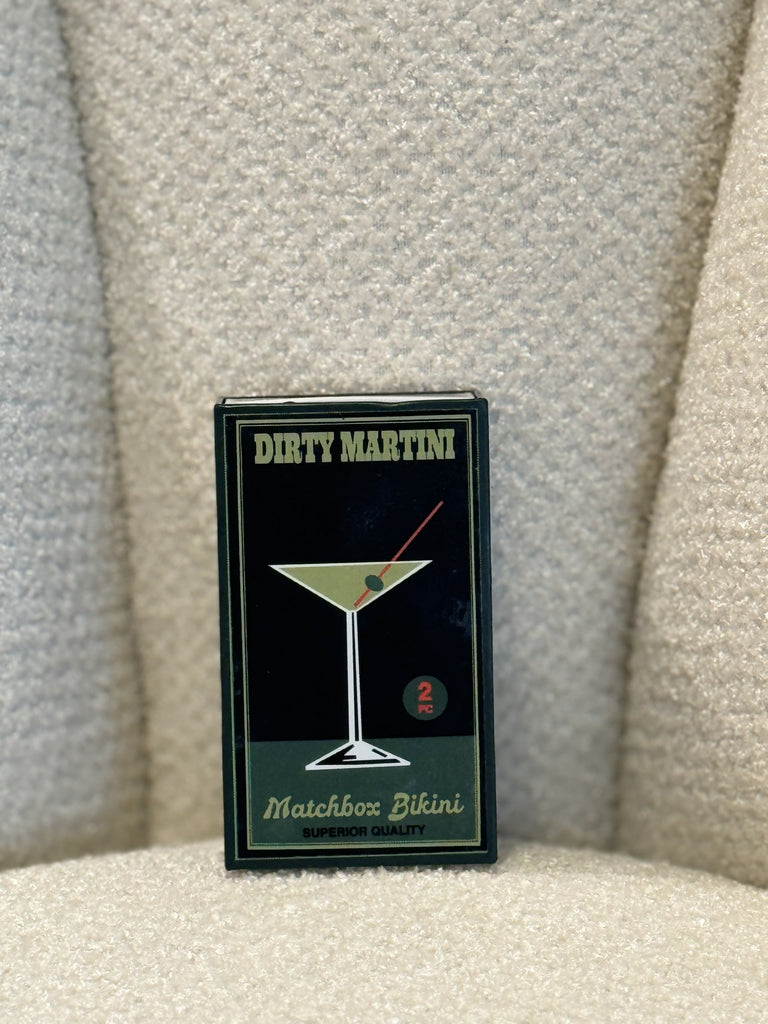 DIRTY MARTINI
2
PC
Matchbox Bikini
SUPERIOR QUALITY